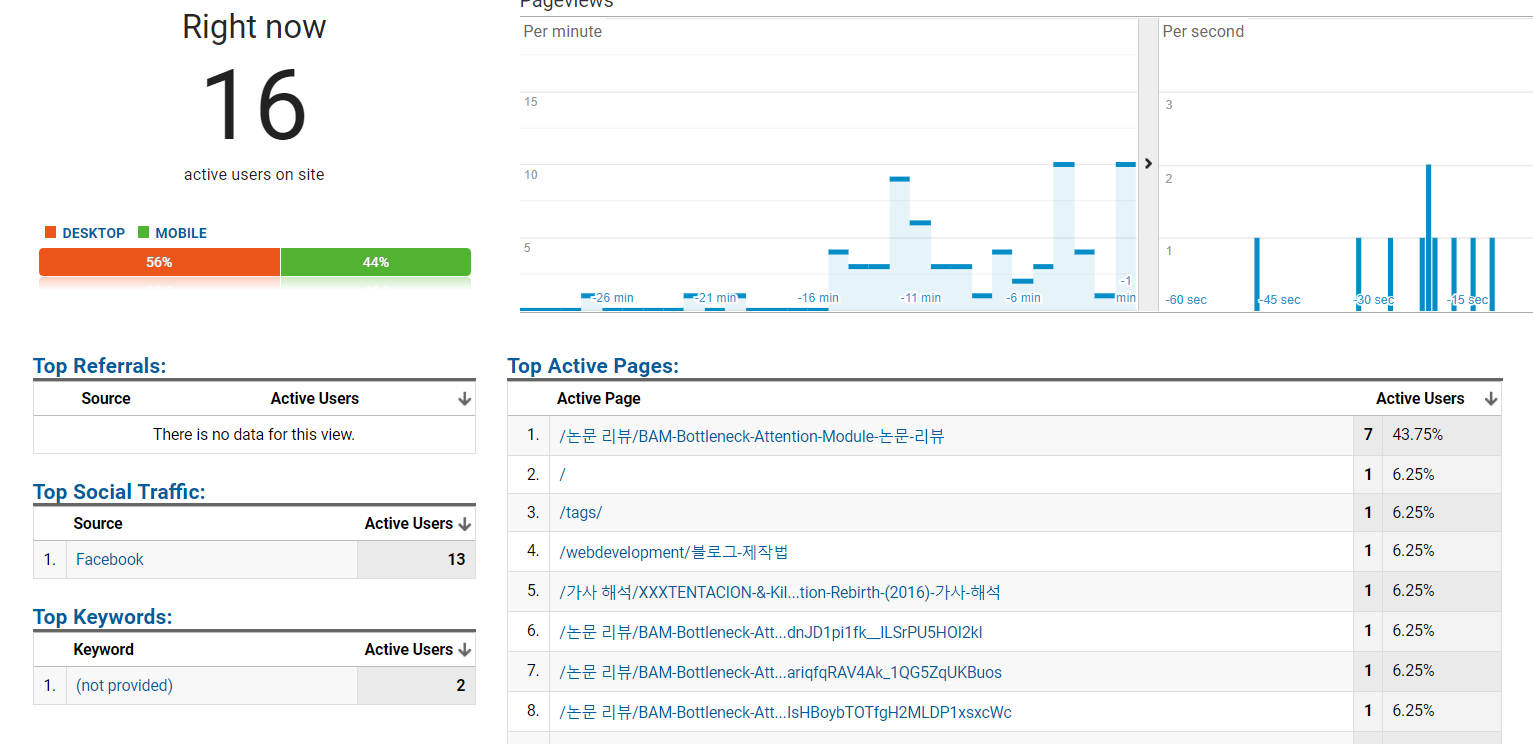 Right now
16
active users on site
DESKTOP MOBILE
56% 44%
Pageviews
Per minute
15
10
5
-26 min -21 min -16 min -11 min -6 min -1 min
Per second
3
2
1
-60 sec -45 sec -30 sec -15 sec
Top Referrals:
Source Active Users
There is no data for this view.
Top Social Traffic:
Source Active Users
1. Facebook 13
Top Keywords:
Keyword Active Users
1. (not provided) 2
Top Active Pages:
Active Page Active Users
1. /논문 리뷰/BAM-Bottleneck-Attention-Module-논문-리뷰 7 43.75%
2. / 1 6.25%
3. /tags/ 1 6.25%
4. /webdevelopment/블로그-제작법 1 6.25%
5. /가사 해석/XXXTENTACION-&-Kil...tion-Rebirth-(2016)-가사-해석 1 6.25%
6. /논문 리뷰/BAM-Bottleneck-Att...dnJD1pi1fk__ILSrPU5HOI2kI 1 6.25%
7. /논문 리뷰/BAM-Bottleneck-Att...ariqfqRAV4Ak_1QG5ZqUKBuos 1 6.25%
8. /논문 리뷰/BAM-Bottleneck-Att...IsHBoybTOTfgH2MLDP1xsxcWc 1 6.25%